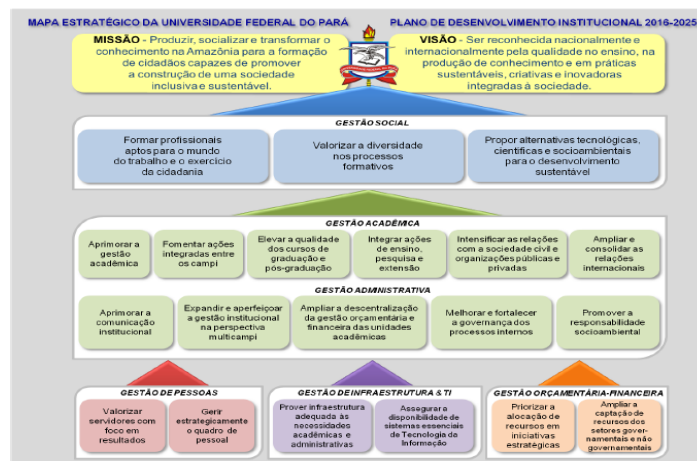 MAPA ESTRATÉGICO DA UNIVERSIDADE FEDERAL DO PARÁ
PLANO DE DESENVOLVIMENTO INSTITUCIONAL 2016-2025
MISSÃO - Produzir, socializar e transformar o
conhecimento na Amazônia para a formação
de cidadãos capazes de promover
a construção de uma sociedade
inclusiva e sustentável.
VISÃO - Ser reconhecida nacionalmente e
internacionalmente pela qualidade no ensino, na
produção de conhecimento e em práticas
sustentáveis, criativas e inovadoras
integradas à sociedade.
GESTÃO SOCIAL
Formar profissionais
aptos para o mundo
do trabalho e o exercício
da cidadania
Valorizar a diversidade
nos processos
formativos
Propor alternativas tecnológicas,
científicas e socioambientais
para o desenvolvimento
sustentável
GESTÃO ACADÊMICA
Aprimorar a
gestão
acadêmica
Fomentar ações
integradas entre
os campi
Elevar a qualidade
dos cursos de
graduação e
pós-graduação
Integrar ações
de ensino,
pesquisa e
extensão
Intensificar as relações
com a sociedade civil e
organizações públicas e
privadas
Ampliar e
consolidar as
relações
internacionais
GESTÃO ADMINISTRATIVA
Aprimorar a
comunicação
institucional
Expandir e aperfeiçoar
a gestão institucional
na perspectiva
multicampi
Ampliar a descentralização
da gestão orçamentária e
financeira das unidades
acadêmicas
Melhorar e fortalecer
a governança dos
processos internos
Promover a
responsabilidade
socioambiental
GESTÃO DE PESSOAS
Valorizar
servidores com
foco em
resultados
Gerir
estrategicamente
o quadro de
pessoal
GESTÃO DE INFRAESTRUTURA & TI
Prover infraestrutura
adequada às
necessidades
acadêmicas e
administrativas
Assegurar a
disponibilidade de
sistemas essenciais
de Tecnologia da
Informação
GESTÃO ORÇAMENTÁRIA-FINANCEIRA
Priorizar a
alocação de
recursos em
iniciativas
estratégicas
Ampliar a
captação de
recursos dos
setores gover-
namentais e não
governamentais